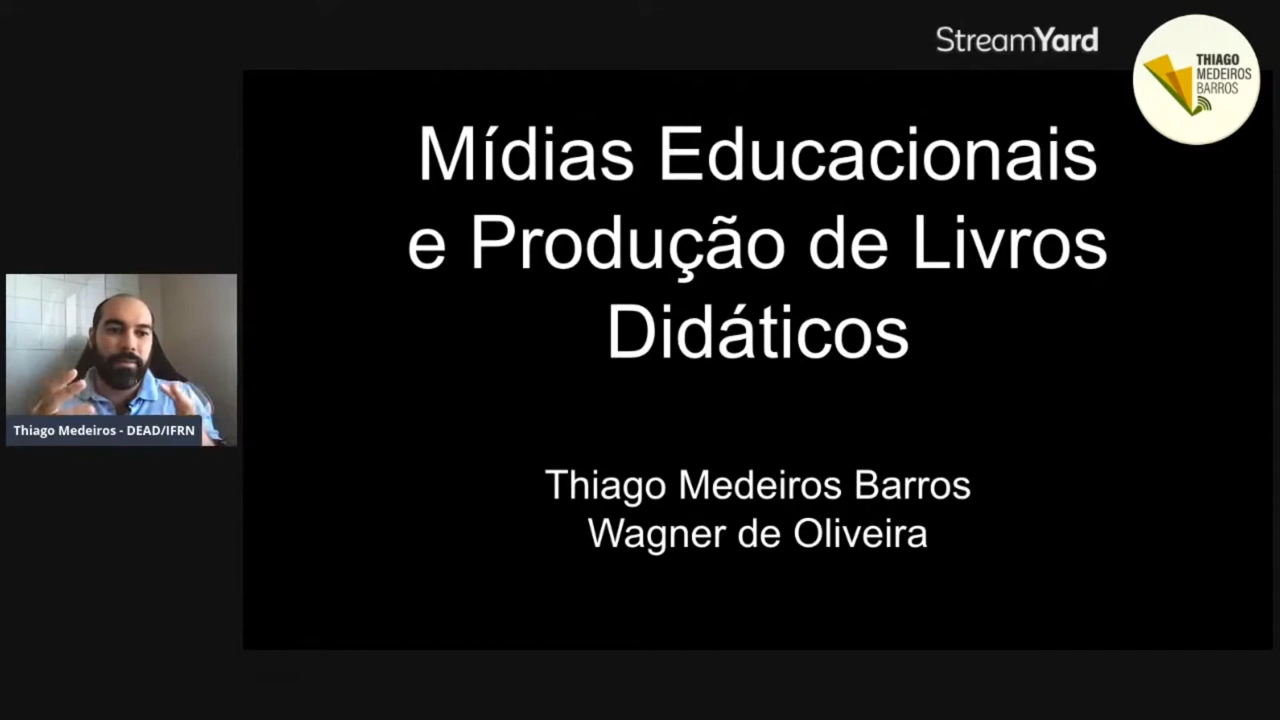 StreamYard
THIAGO
MEDEIROS
BARROS
Mídias Educacionais
e Produção de Livros
Didáticos
Thiago Medeiros - DEAD/IFRN
Thiago Medeiros Barros
Wagner de Oliveira